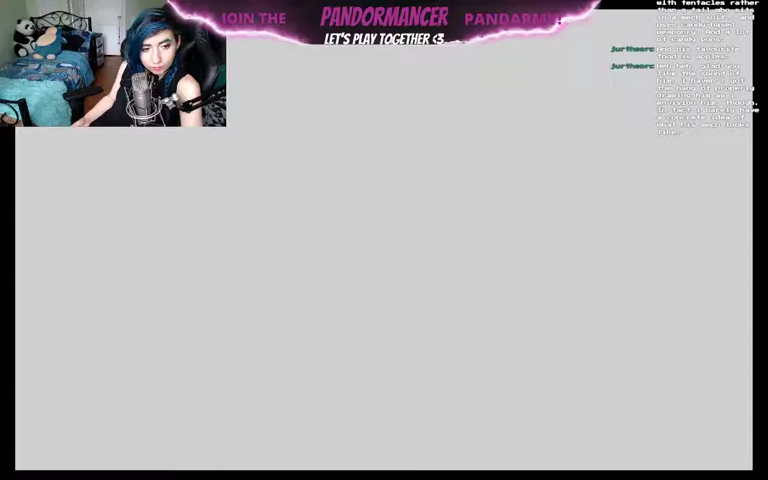 JOIN THE
PANDORMANCER
PANDARM
LET'S PLAY TOGETHER <3
with tentacles rather
than a tail who sits
in a mech suit, and
uses candy-based
weaponry. And a lot
of candy puns.
jurthaorc And his favourite
food is apples.
jurthaorc Heh heh, glad you
like the sound of
him. I haven't got
the hang of properly
drawing him as I
envision him, though.
In fact I barely have
a concrete idea of
what his mech looks
like.